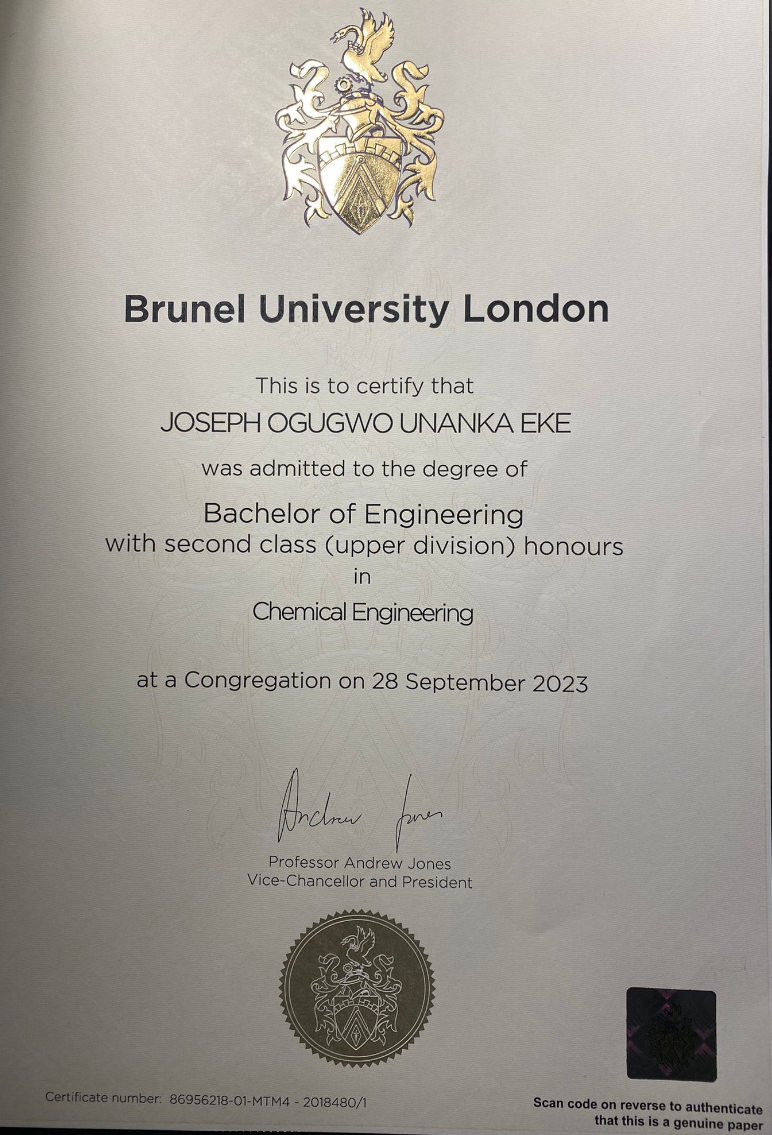 Brunel University London
This is to certify that
JOSEPH OGUGWO UNANKA EKE
was admitted to the degree of
Bachelor of Engineering
with second class (upper division) honours
in
Chemical Engineering
at a Congregation on 28 September 2023
Andrew Jones
Professor Andrew Jones
Vice-Chancellor and President
Certificate number: 86956218-01-MTM4 - 2018480/1
Scan code on reverse to authenticate
that this is a genuine paper